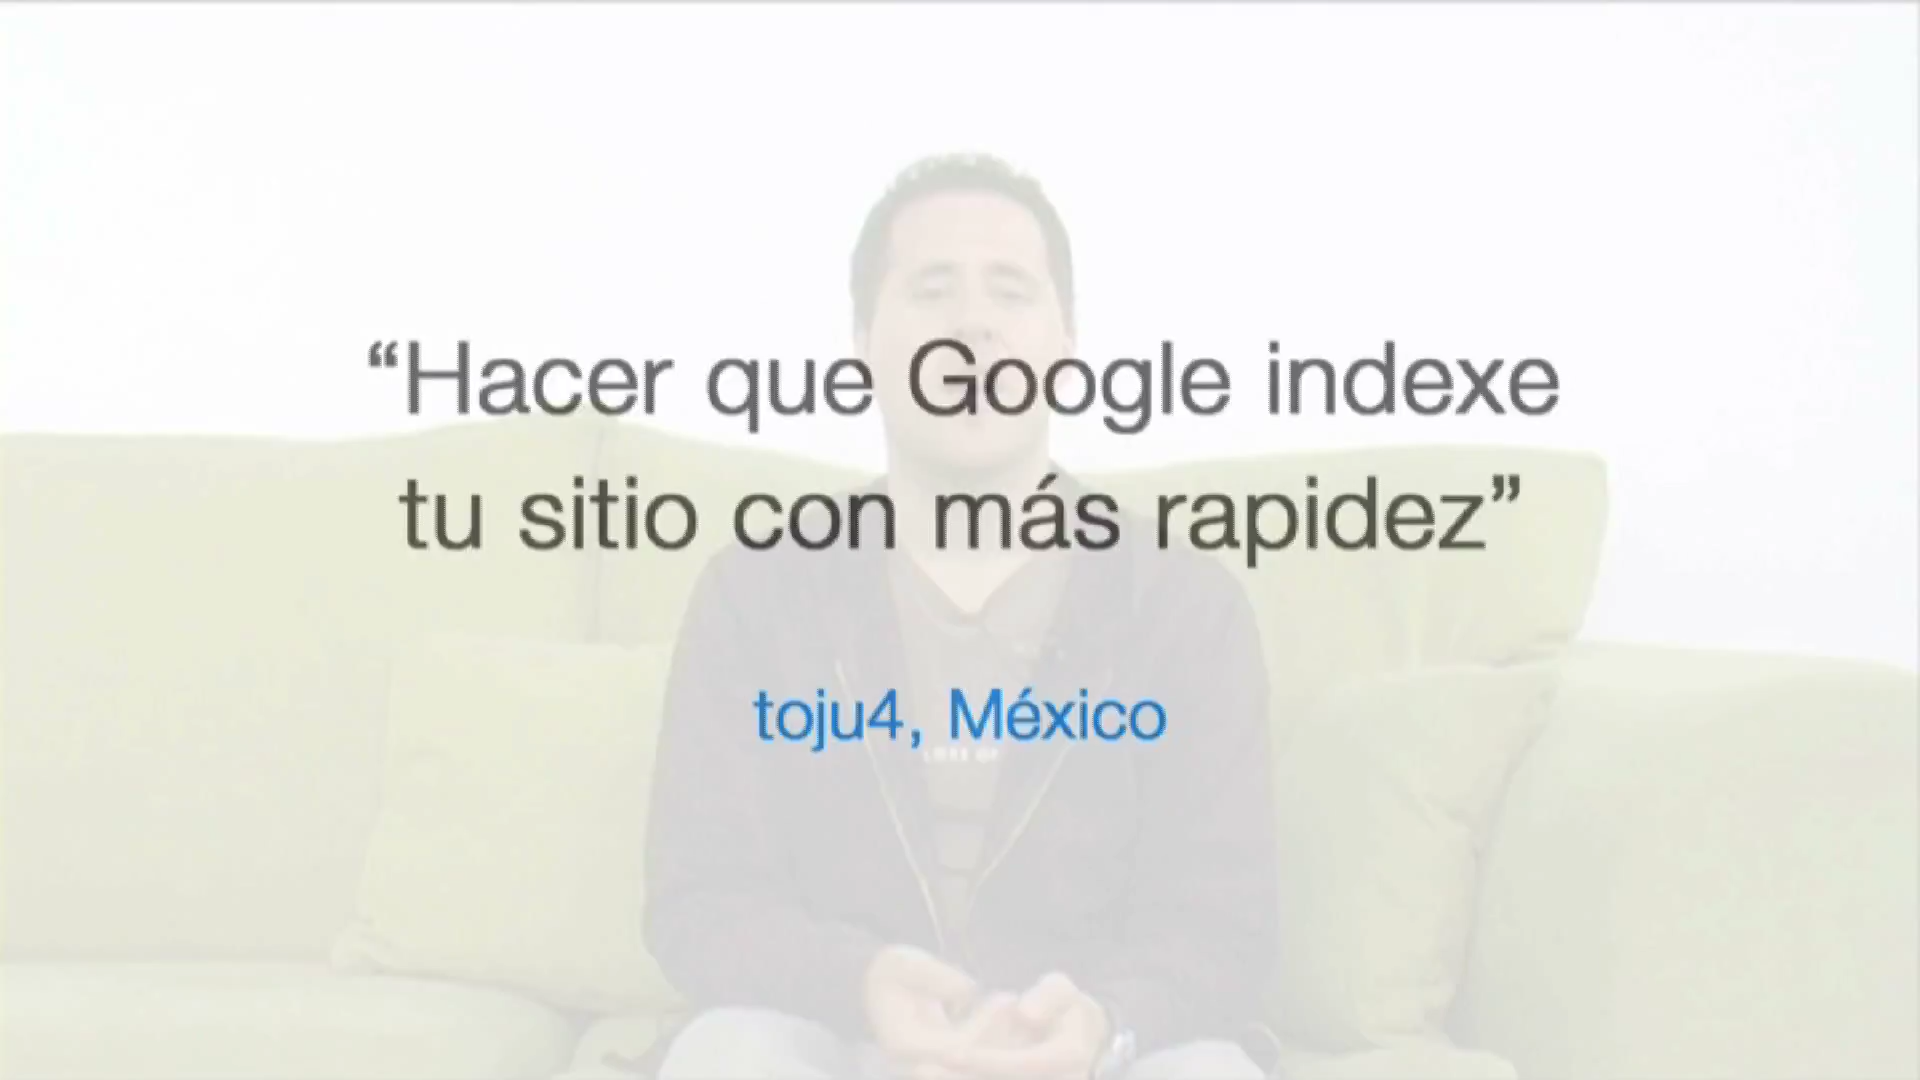 “Hacer que Google indexe
tu sitio con más rapidez”
toju4, México